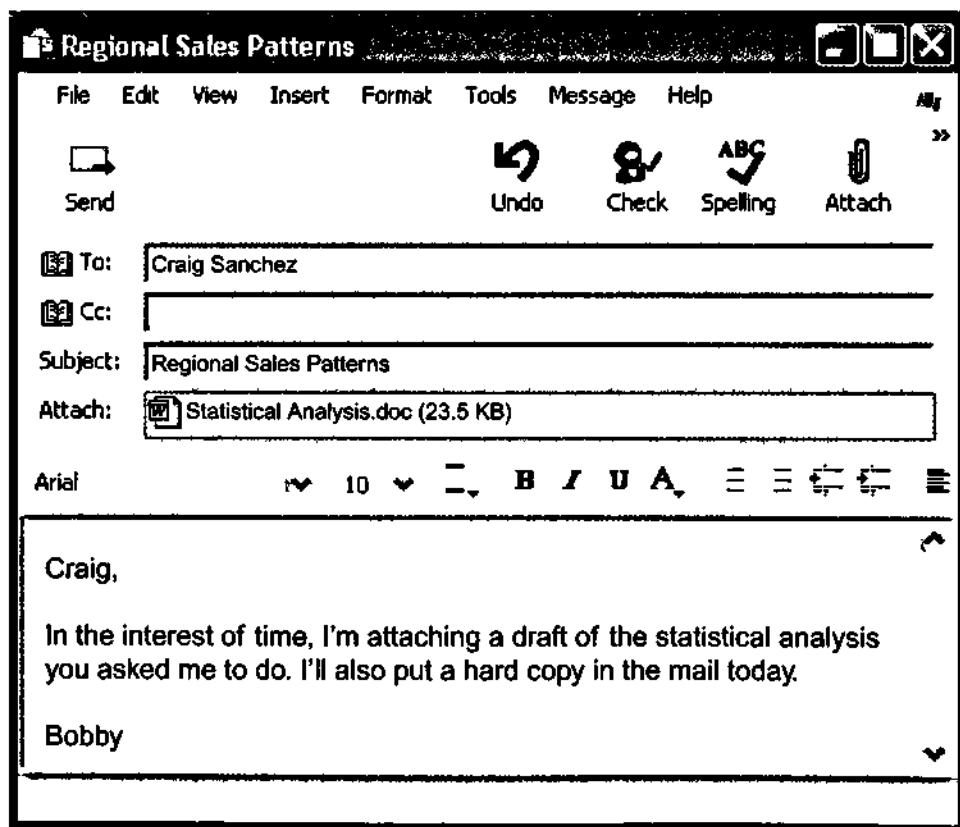 Regional Sales Patterns
File Edit View Insert Format Tools Message Help
Send Undo Check ABC Spelling Attach
To: Craig Sanchez
Cc:
Subject: Regional Sales Patterns
Attach: Statistical Analysis.doc (23.5 KB)
Arial 10 B I U A
Craig,
In the interest of time, I'm attaching a draft of the statistical analysis
you asked me to do. I'll also put a hard copy in the mail today.
Bobby